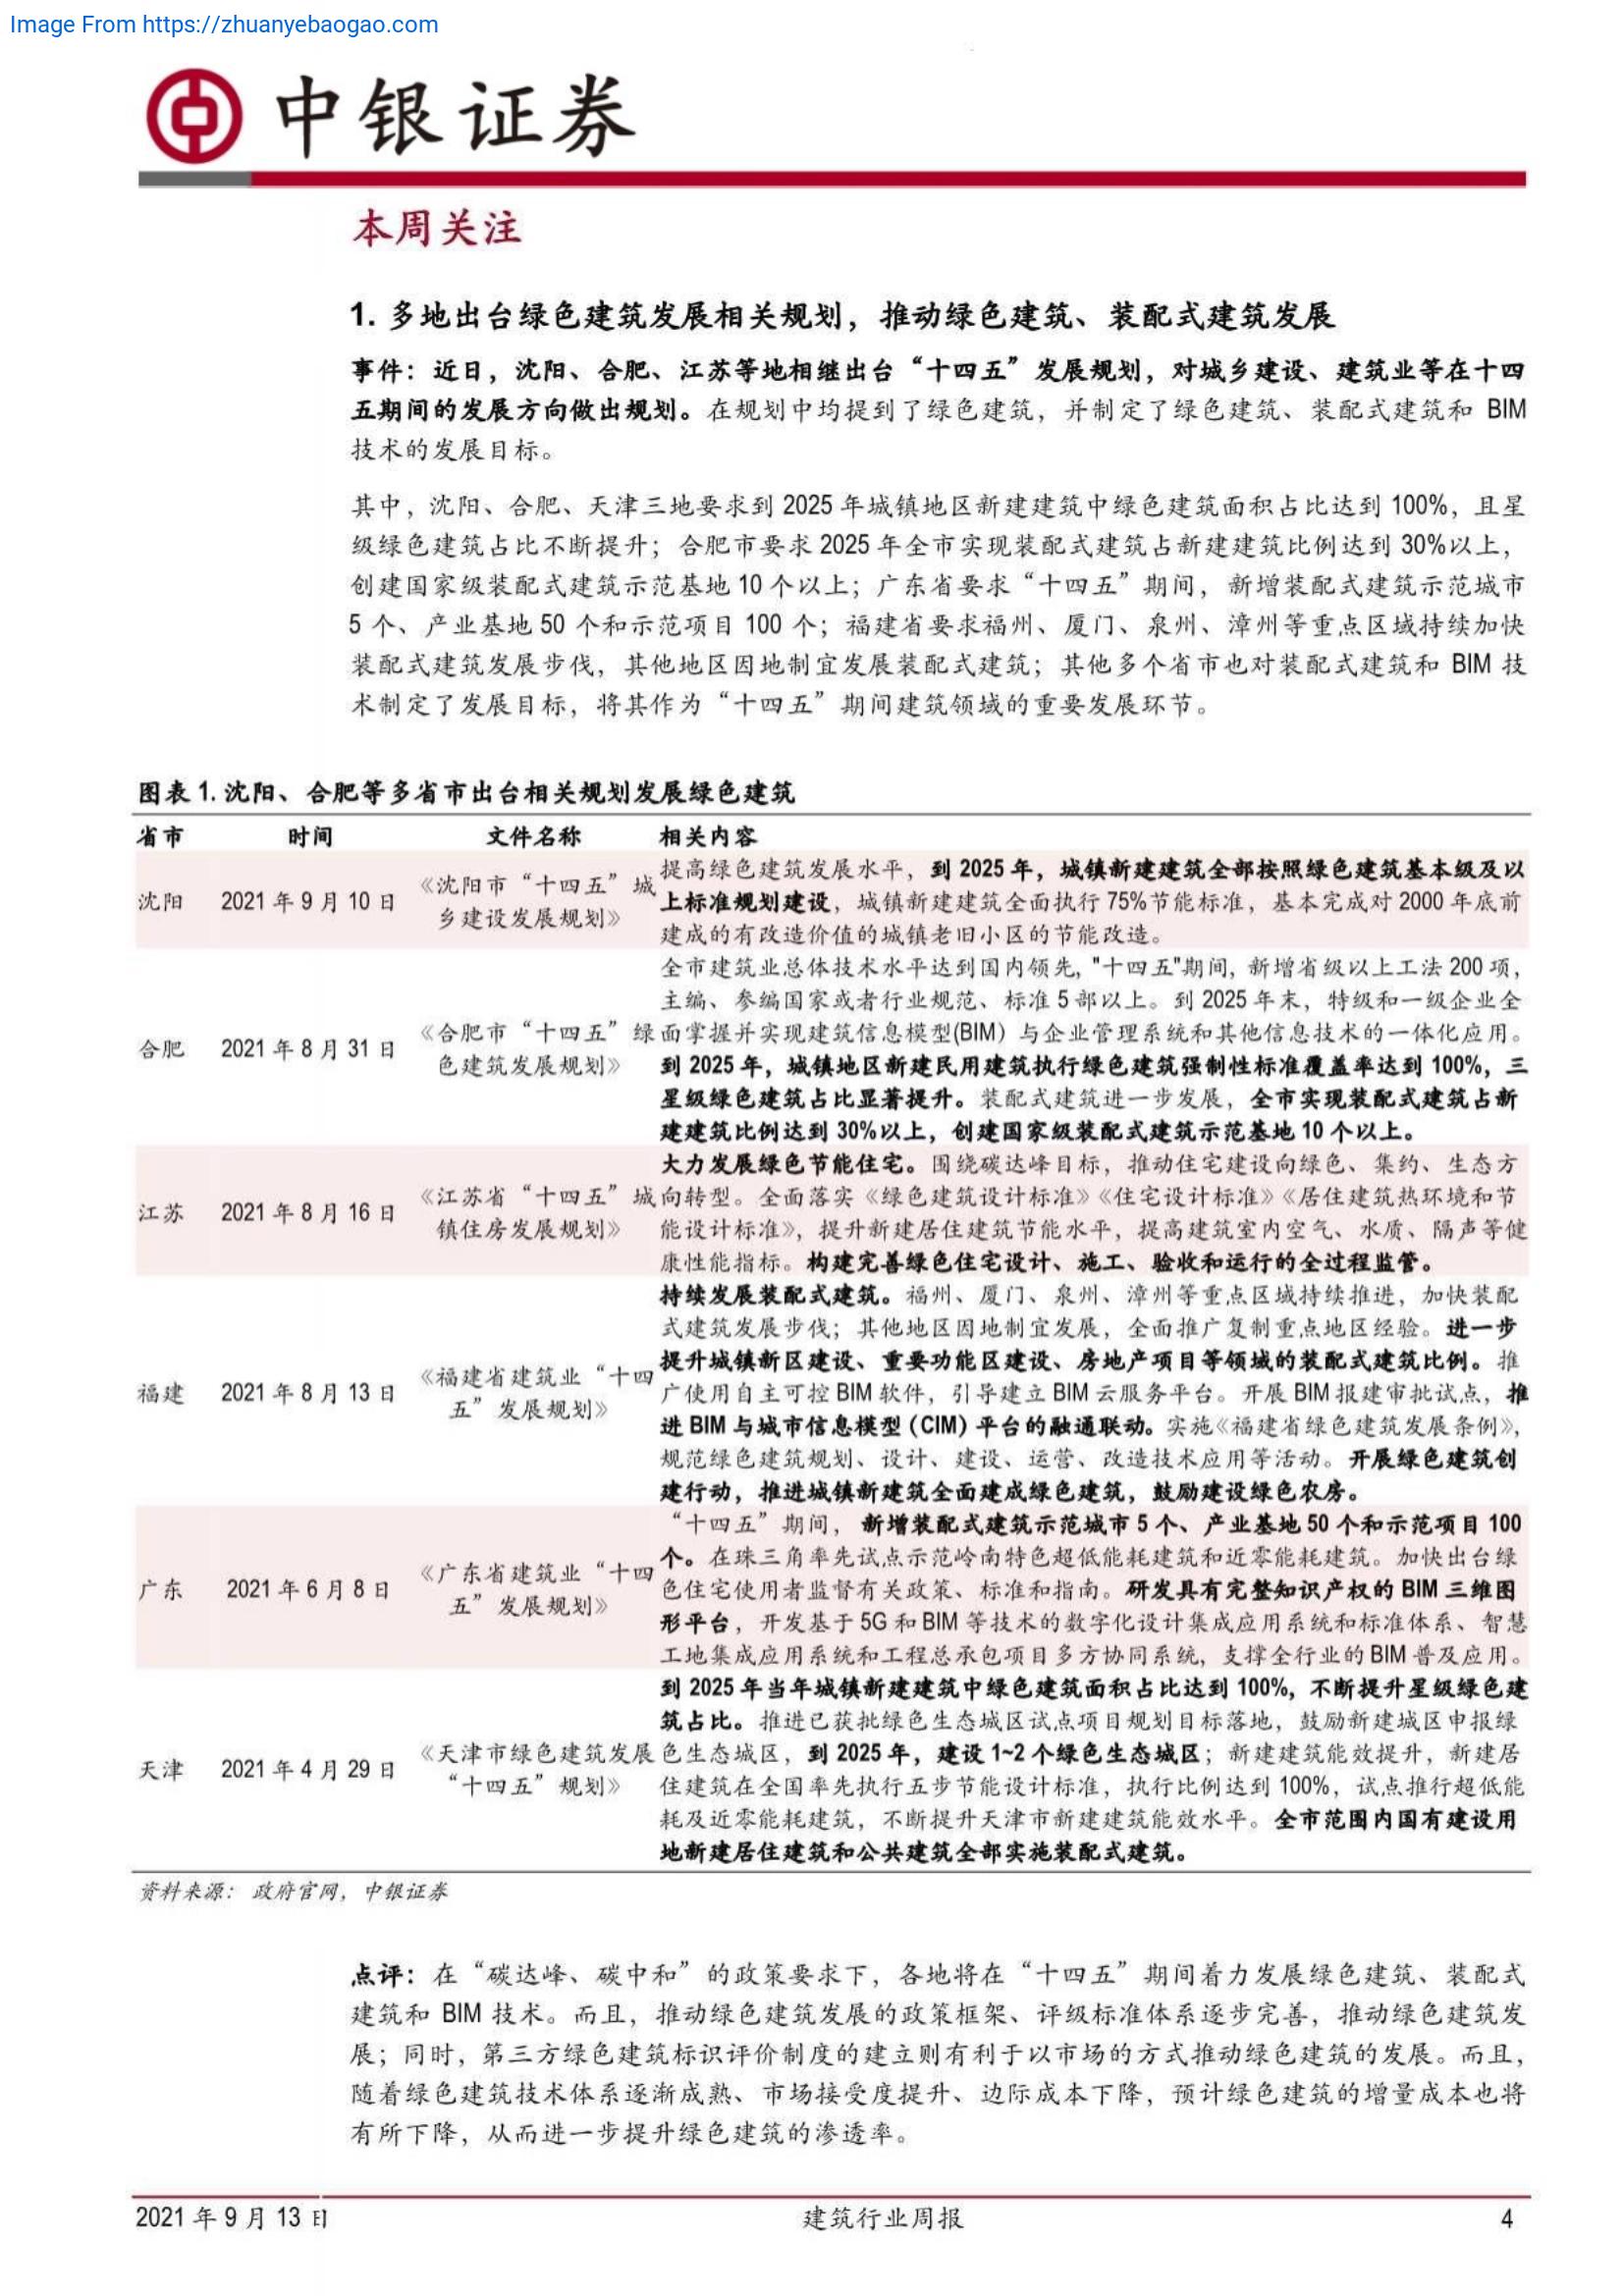 Image From https://zhuanyebaogao.com
中银证券
本周关注
1. 多地出台绿色建筑发展相关规划，推动绿色建筑、装配式建筑发展
事件：近日，沈阳、合肥、江苏等地相继出台“十四五”发展规划，对城乡建设、建筑业等在十四
五期间的发展方向做出规划。在规划中均提到了绿色建筑，并制定了绿色建筑、装配式建筑和 BIM
技术的发展目标。
其中，沈阳、合肥、天津三地要求到 2025 年城镇地区新建建筑中绿色建筑面积占比达到 100%，且星
级绿色建筑占比不断提升；合肥市要求 2025 年全市实现装配式建筑占新建建筑比例达到 30%以上，
创建国家级装配式建筑示范基地 10 个以上；广东省要求“十四五”期间，新增装配式建筑示范城市
5 个、产业基地 50 个和示范项目 100 个；福建省要求福州、厦门、泉州、漳州等重点区域持续加快
装配式建筑发展步伐，其他地区因地制宜发展装配式建筑；其他多个省市也对装配式建筑和 BIM 技
术制定了发展目标，将其作为“十四五”期间建筑领域的重要发展环节。
图表 1. 沈阳、合肥等多省市出台相关规划发展绿色建筑
省市 时间 文件名称 相关内容
沈阳 2021 年 9 月 10 日
《沈阳市“十四五”城
乡建设发展规划》
提高绿色建筑发展水平，到 2025 年，城镇新建建筑全部按照绿色建筑基本级及以
上标准规划建设，城镇新建建筑全面执行 75%节能标准，基本完成对 2000 年底前
建成的有改造价值的城镇老旧小区的节能改造。
合肥 2021 年 8 月 31 日
《合肥市“十四五”绿
色建筑发展规划》
全市建筑业总体技术水平达到国内领先，"十四五"期间，新增省级以上工法 200 项，
主编、参编国家或者行业规范、标准 5 部以上。到 2025 年末，特级和一级企业全
面掌握并实现建筑信息模型(BIM）与企业管理系统和其他信息技术的一体化应用。
到 2025 年，城镇地区新建民用建筑执行绿色建筑强制性标准覆盖率达到 100%，三
星级绿色建筑占比显著提升。装配式建筑进一步发展，全市实现装配式建筑占新
建建筑比例达到 30%以上，创建国家级装配式建筑示范基地 10 个以上。
江苏 2021 年 8 月 16 日
《江苏省“十四五”城
镇住房发展规划》
大力发展绿色节能住宅。围绕碳达峰目标，推动住宅建设向绿色、集约、生态方
向转型。全面落实《绿色建筑设计标准》《住宅设计标准》《居住建筑热环境和节
能设计标准》，提升新建居住建筑节能水平，提高建筑室内空气、水质、隔声等健
康性能指标。构建完善绿色住宅设计、施工、验收和运行的全过程监管。
福建 2021 年 8 月 13 日
《福建省建筑业“十四
五”发展规划》
持续发展装配式建筑。福州、厦门、泉州、漳州等重点区域持续推进，加快装配
式建筑发展步伐；其他地区因地制宜发展，全面推广复制重点地区经验。进一步
提升城镇新区建设、重要功能区建设、房地产项目等领域的装配式建筑比例。推
广使用自主可控 BIM 软件，引导建立 BIM 云服务平台。开展 BIM 报建审批试点，推
进 BIM 与城市信息模型（CIM）平台的融通联动。实施《福建省绿色建筑发展条例》，
规范绿色建筑规划、设计、建设、运营、改造技术应用等活动。开展绿色建筑创
建行动，推进城镇新建筑全面建成绿色建筑，鼓励建设绿色农房。
广东 2021 年 6 月 8 日
《广东省建筑业“十四
五”发展规划》
“十四五”期间，新增装配式建筑示范城市 5 个、产业基地 50 个和示范项目 100
个。在珠三角率先试点示范岭南特色超低能耗建筑和近零能耗建筑。加快出台绿
色住宅使用者监督有关政策、标准和指南。研发具有完整知识产权的 BIM 三维图
形平台，开发基于 5G 和 BIM 等技术的数字化设计集成应用系统和标准体系、智慧
工地集成应用系统和工程总承包项目多方协同系统，支撑全行业的 BIM 普及应用。
天津 2021 年 4 月 29 日
《天津市绿色建筑发展
“十四五”规划》
到 2025 年当年城镇新建建筑中绿色建筑面积占比达到 100%，不断提升星级绿色建
筑占比。推进已获批绿色生态城区试点项目规划目标落地，鼓励新建城区申报绿
色生态城区，到 2025 年，建设 1~2 个绿色生态城区；新建建筑能效提升，新建居
住建筑在全国率先执行五步节能设计标准，执行比例达到 100%，试点推行超低能
耗及近零能耗建筑，不断提升天津市新建建筑能效水平。全市范围内国有建设用
地新建居住建筑和公共建筑全部实施装配式建筑。
资料来源：政府官网，中银证券
点评：在“碳达峰、碳中和”的政策要求下，各地将在“十四五”期间着力发展绿色建筑、装配式
建筑和 BIM 技术。而且，推动绿色建筑发展的政策框架、评级标准体系逐步完善，推动绿色建筑发
展；同时，第三方绿色建筑标识评价制度的建立则有利于以市场的方式推动绿色建筑的发展。而且，
随着绿色建筑技术体系逐渐成熟、市场接受度提升、边际成本下降，预计绿色建筑的增量成本也将
有所下降，从而进一步提升绿色建筑的渗透率。
2021 年 9 月 13 日 建筑行业周报 4